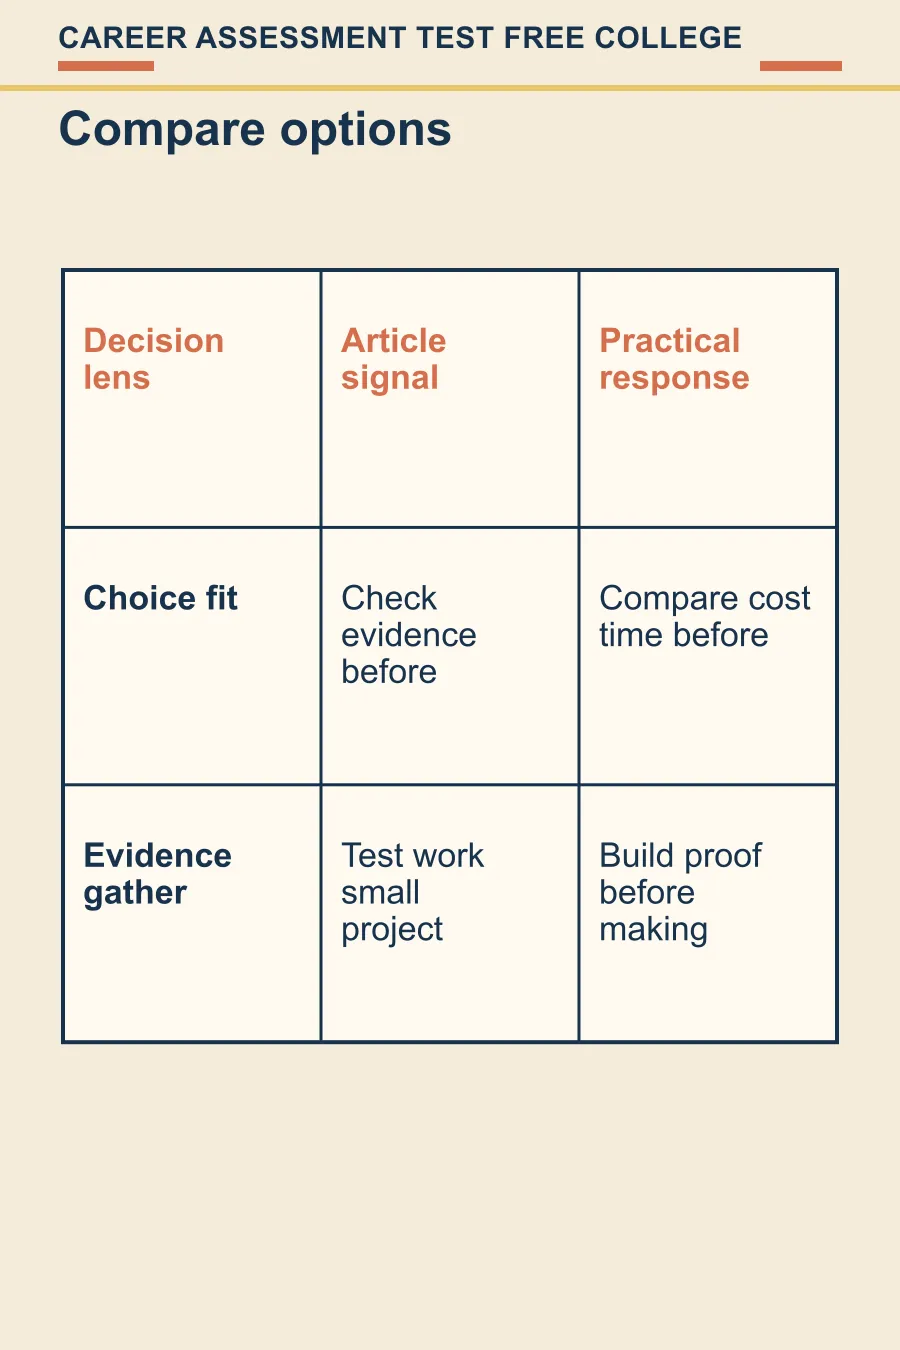 CAREER ASSESSMENT TEST FREE COLLEGE
Compare options
Decision
lens
Article
signal
Practical
response
Choice fit
Check
evidence
before
Compare cost
time before
Evidence
gather
Test work
small
project
Build proof
before
making